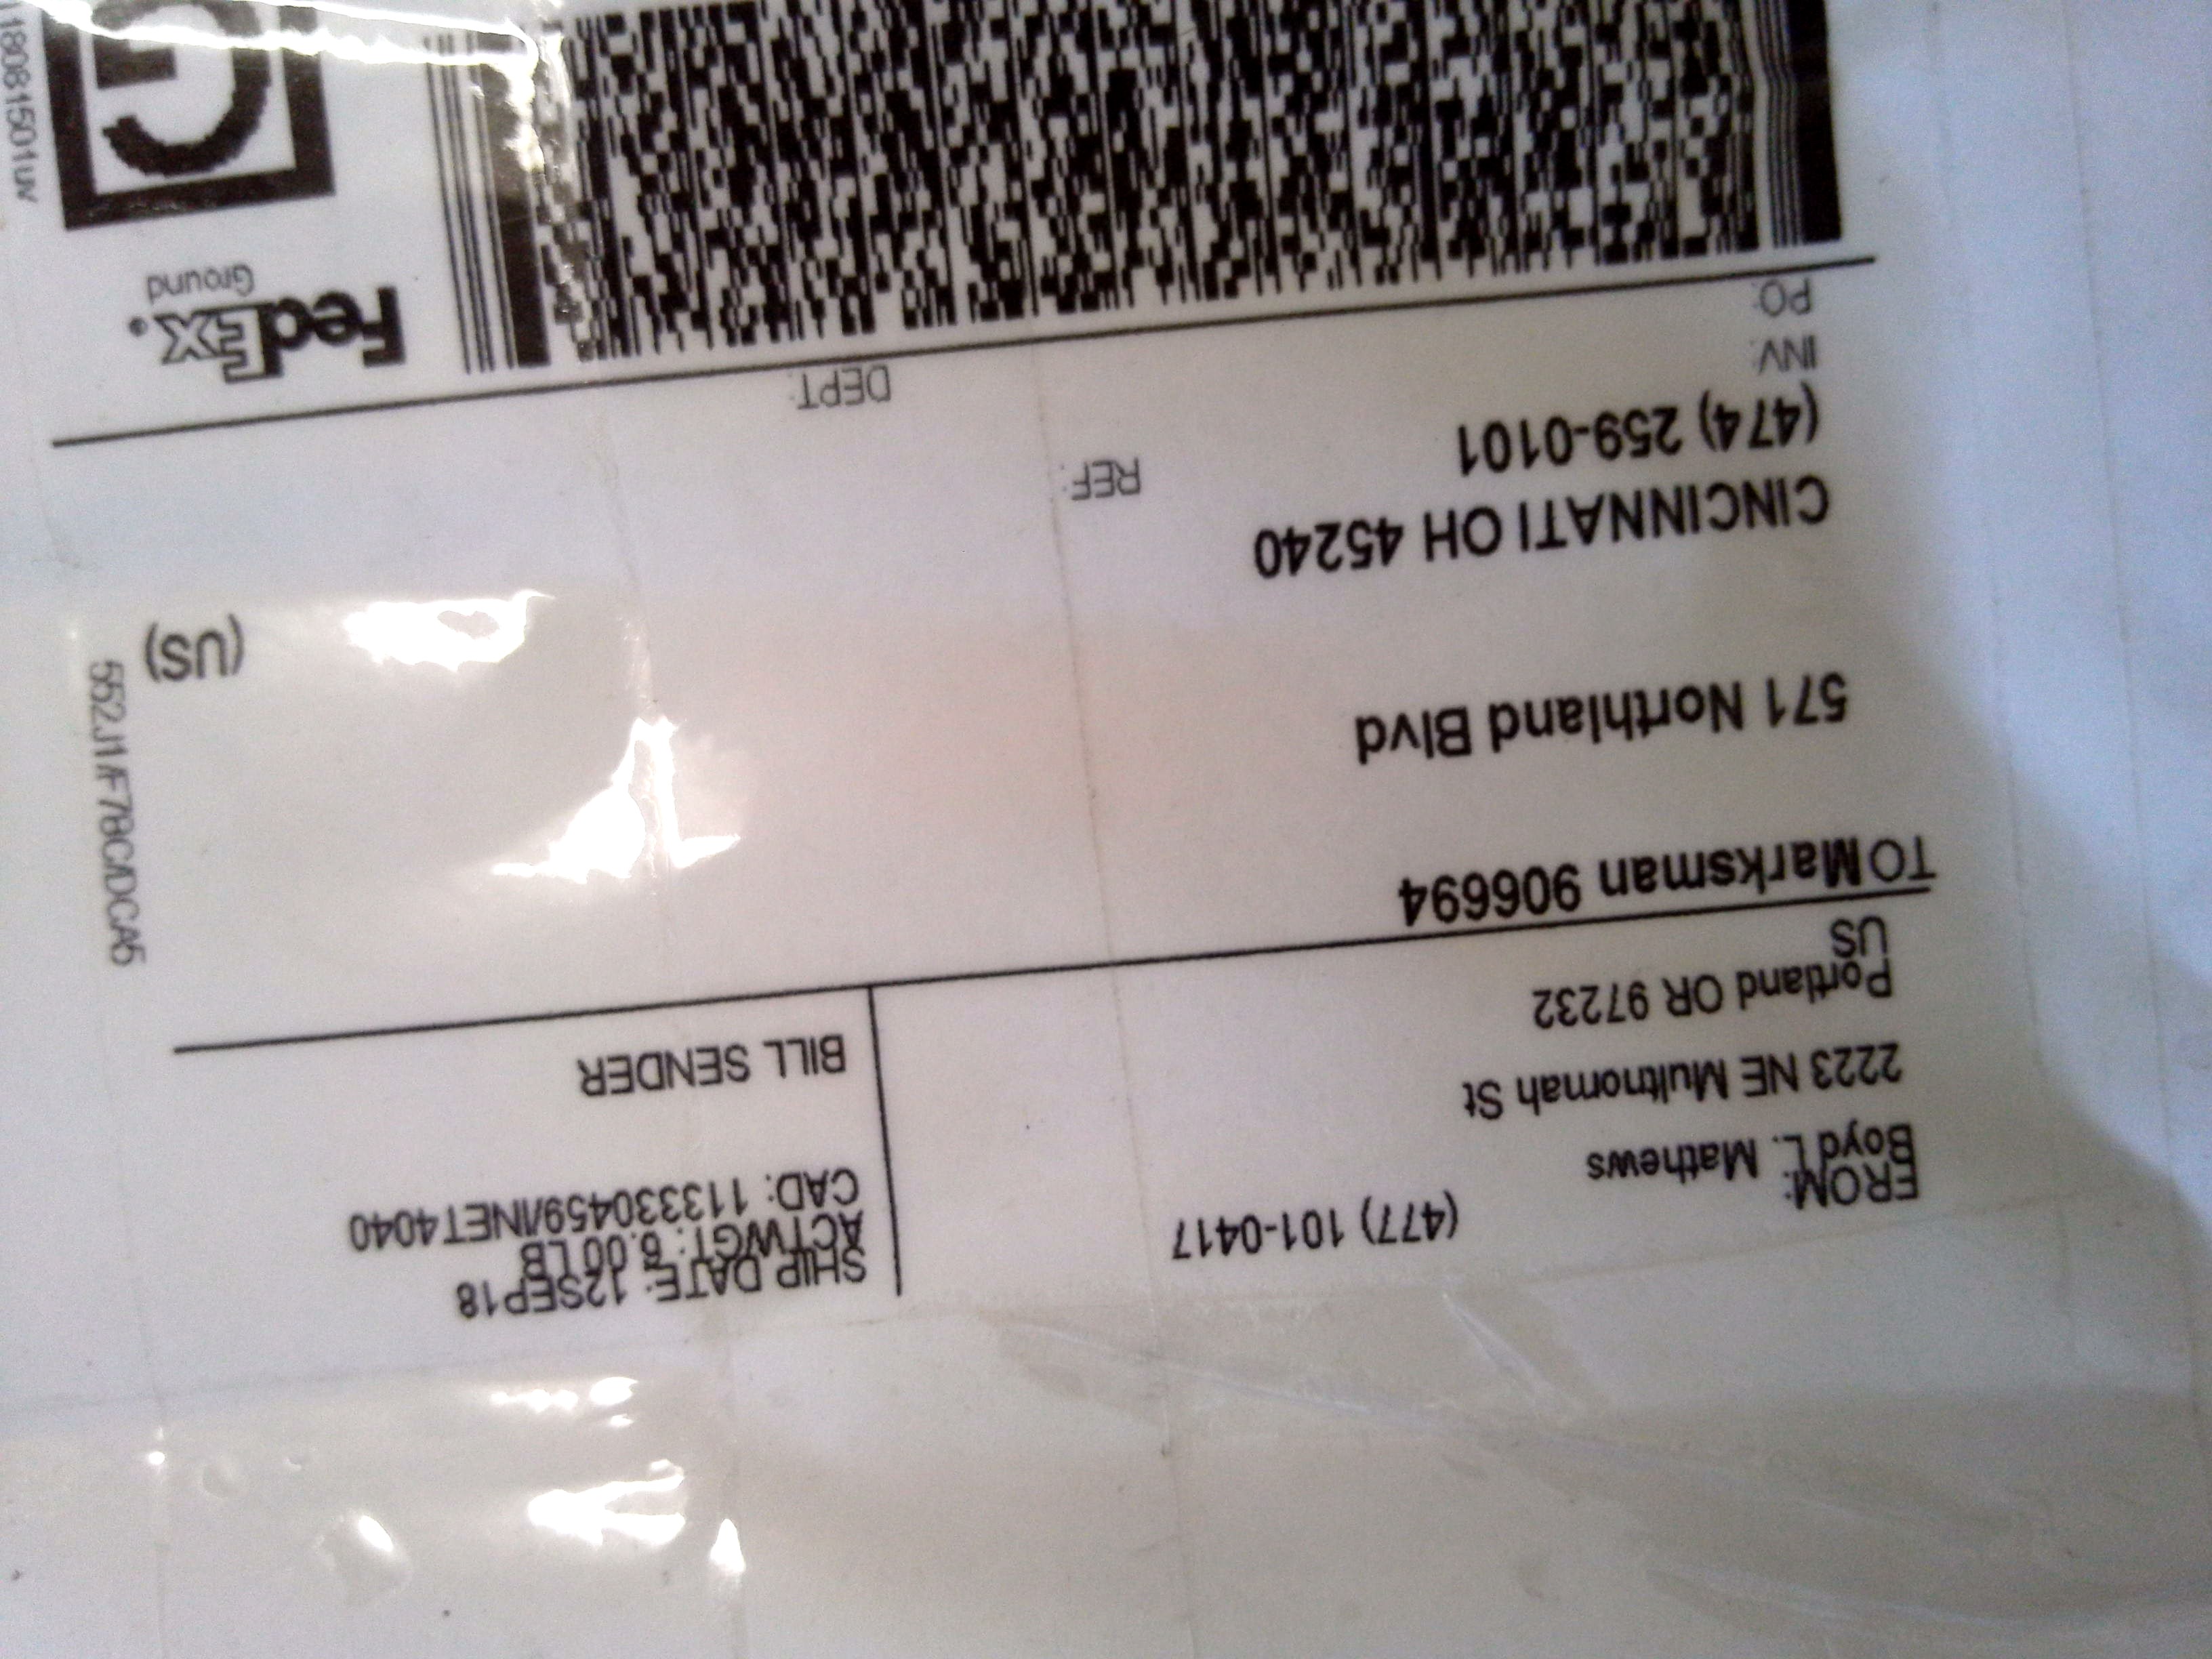 FROM:
Boyd L. Mathews
(477) 101-0417
2223 NE Multnomah St
Portland OR 97232
US
SHIP DATE: 12SEP18
ACTWGT: 6.00 LB
CAD: 113330459/INET4040
BILL SENDER
TO Marksman 906694
571 Northland Blvd
CINCINNATI OH 45240
(US)
(474) 259-0101
REF:
INV:
PO:
DEPT:
552J1/F78C/DCA5
FedEx
Ground
G